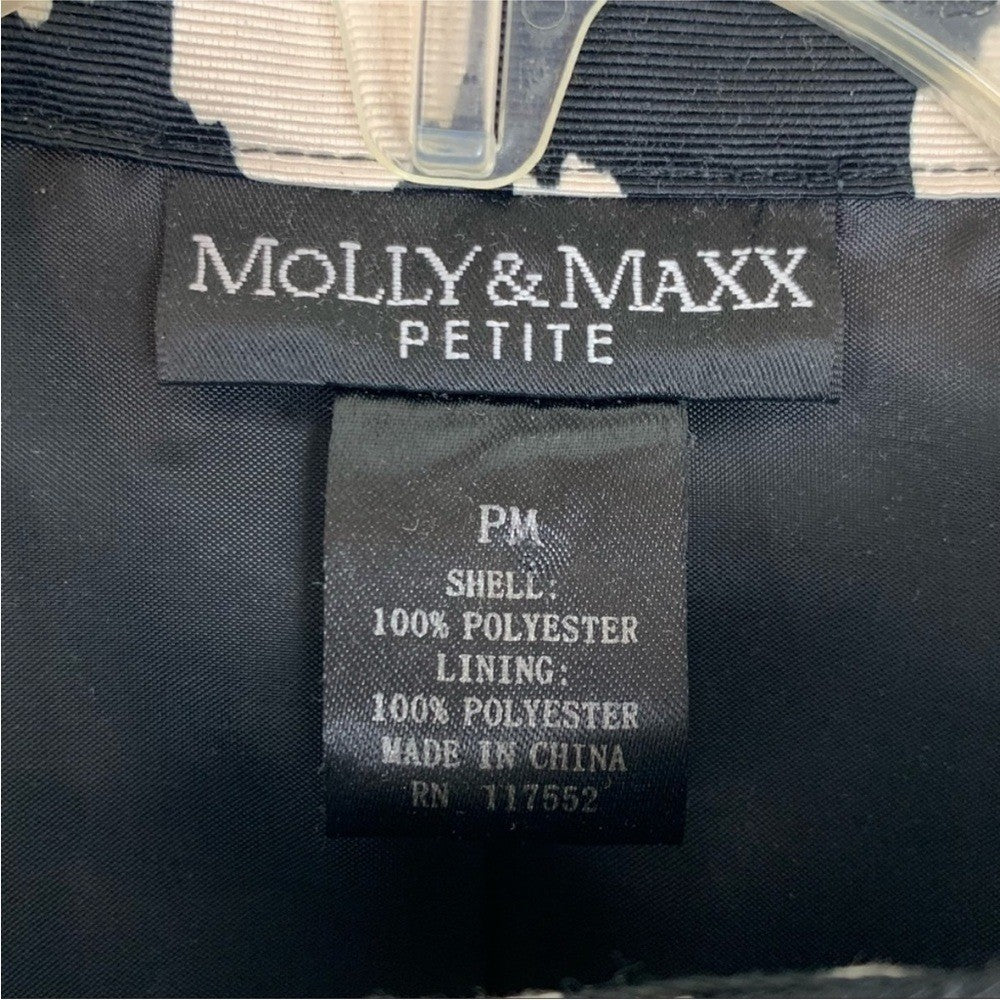 MOLLY & MAXX
PETITE
PM
SHELL:
100% POLYESTER
LINING:
100% POLYESTER
MADE IN CHINA
RN 117552